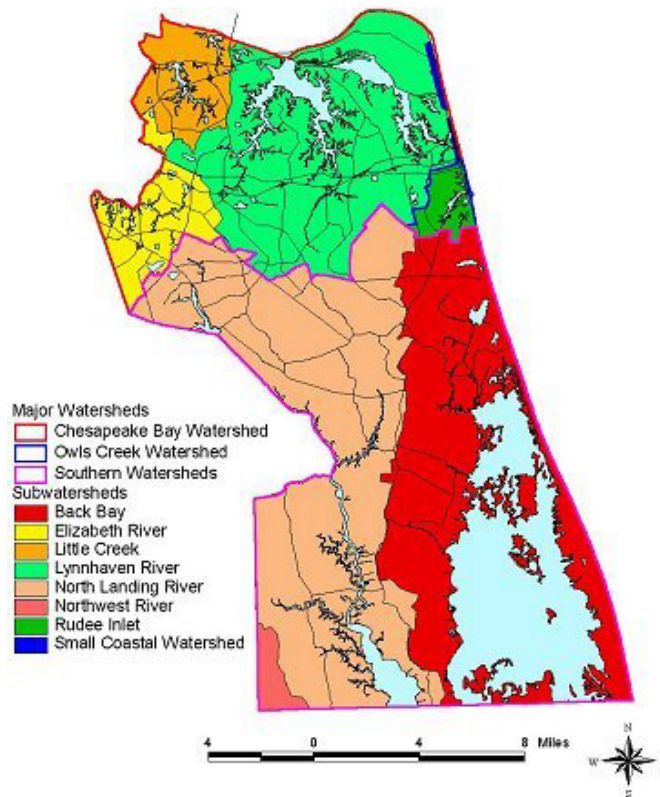 Major Watersheds
Chesapeake Bay Watershed
Owls Creek Watershed
Southern Watersheds
Subwatersheds
Back Bay
Elizabeth River
Little Creek
Lynnhaven River
North Landing River
Northwest River
Rudee Inlet
Small Coastal Watershed
4 0 4 8 Miles
N
W E
S